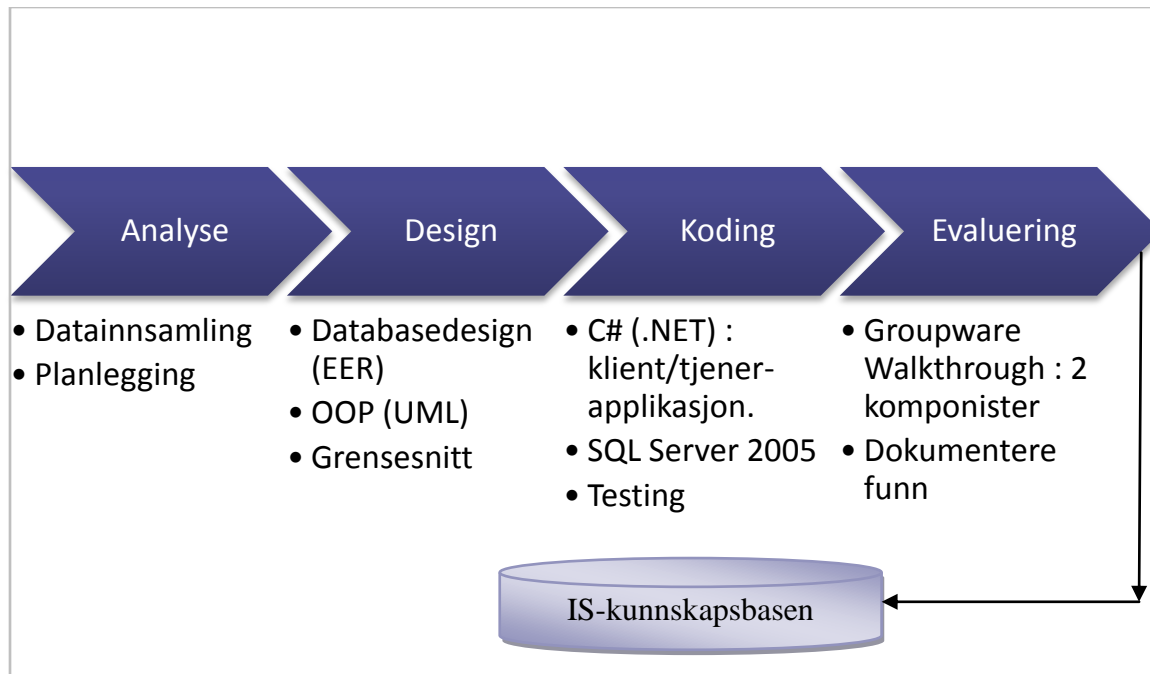 Analyse
Design
Koding
Evaluering
• Datainnsamling
• Planlegging
• Databasedesign
(EER)
• OOP (UML)
• Grensesnitt
• C# (.NET) :
klient/tjener-
applikasjon.
• SQL Server 2005
• Testing
• Groupware
Walkthrough : 2
komponister
• Dokumentere
funn
IS-kunnskapsbasen